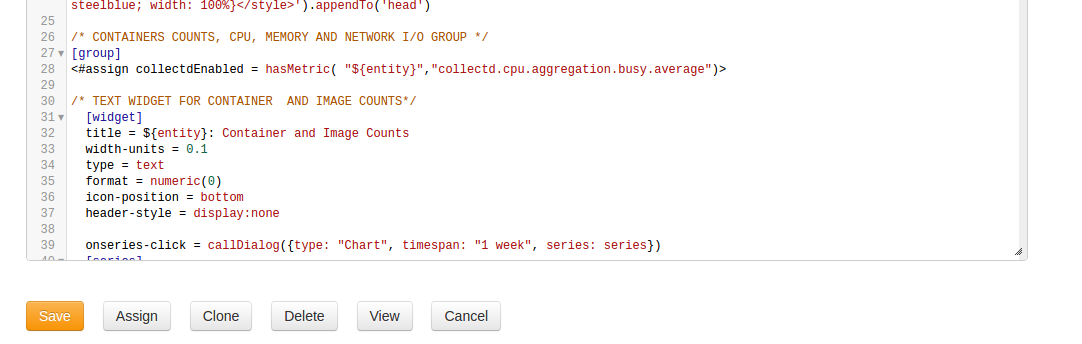 steelblue; width: 100%}</style>').appendTo('head')
25
26 /* CONTAINERS COUNTS, CPU, MEMORY AND NETWORK I/O GROUP */
27 [group]
28 <#assign collectdEnabled = hasMetric( "${entity}","collectd.cpu.aggregation.busy.average")>
29
30 /* TEXT WIDGET FOR CONTAINER  AND IMAGE COUNTS*/
31 [widget]
32 title = ${entity}: Container and Image Counts
33 width-units = 0.1
34 type = text
35 format = numeric(0)
36 icon-position = bottom
37 header-style = display:none
38
39 onseries-click = callDialog({type: "Chart", timespan: "1 week", series: series})
40 [series]
Save Assign Clone Delete View Cancel